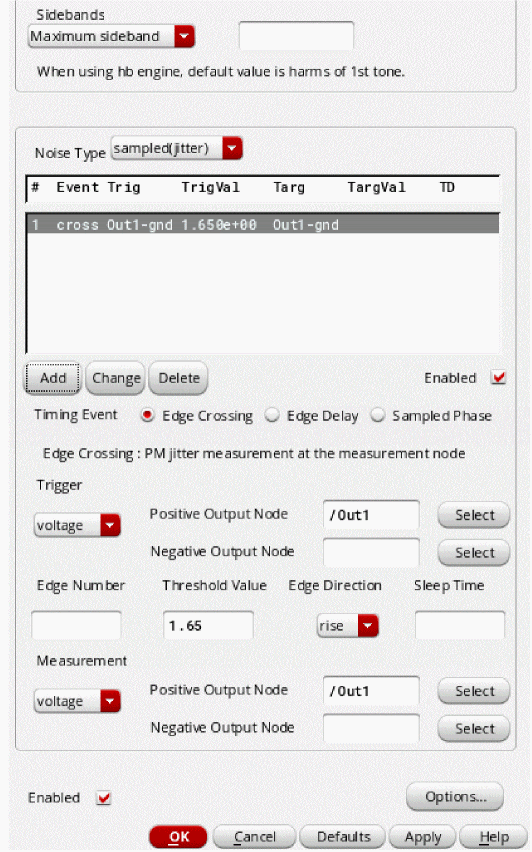 Sidebands
Maximum sideband
When using hb engine, default value is harms of 1st tone.
Noise Type sampled(jitter)
# Event Trig TrigVal Targ TargVal TD
1 cross Out1-gnd 1.650e+00 Out1-gnd
Add Change Delete Enabled
Timing Event Edge Crossing Edge Delay Sampled Phase
Edge Crossing : PM jitter measurement at the measurement node
Trigger
voltage Positive Output Node /Out1 Select
Negative Output Node Select
Edge Number Threshold Value Edge Direction Sleep Time
1.65 rise
Measurement
voltage Positive Output Node /Out1 Select
Negative Output Node Select
Enabled Options...
OK Cancel Defaults Apply Help